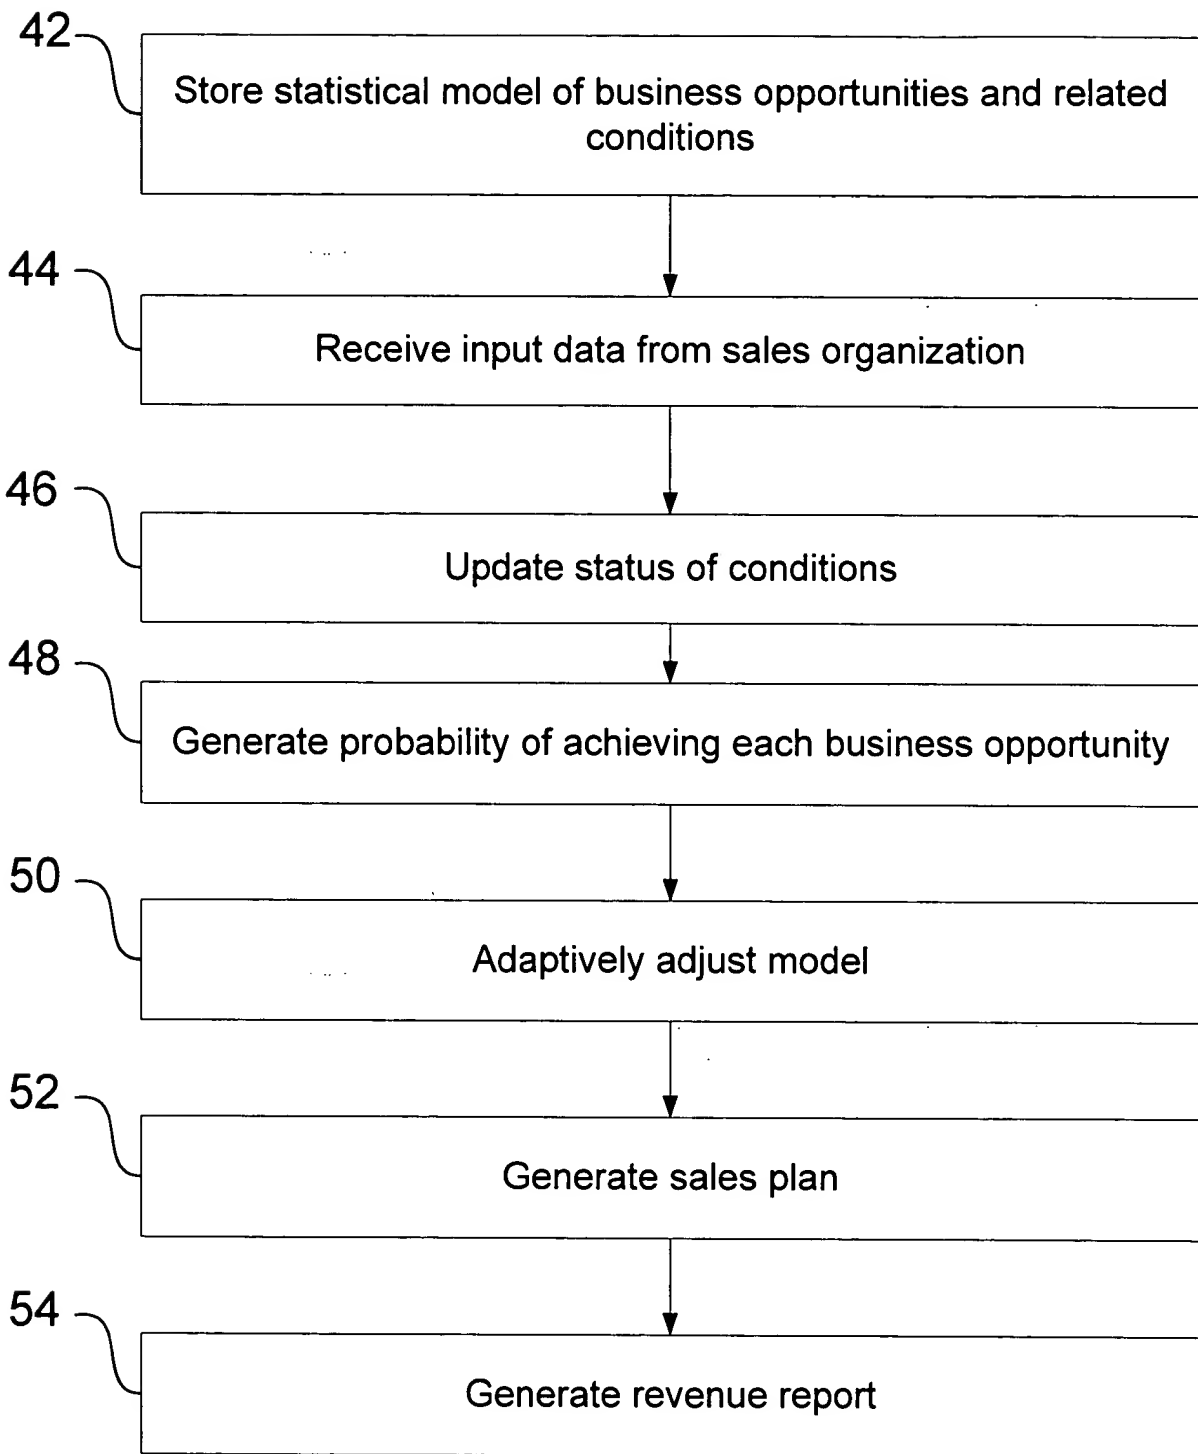 42
Store statistical model of business opportunities and related
conditions
44
Receive input data from sales organization
46
Update status of conditions
48
Generate probability of achieving each business opportunity
50
Adaptively adjust model
52
Generate sales plan
54
Generate revenue report